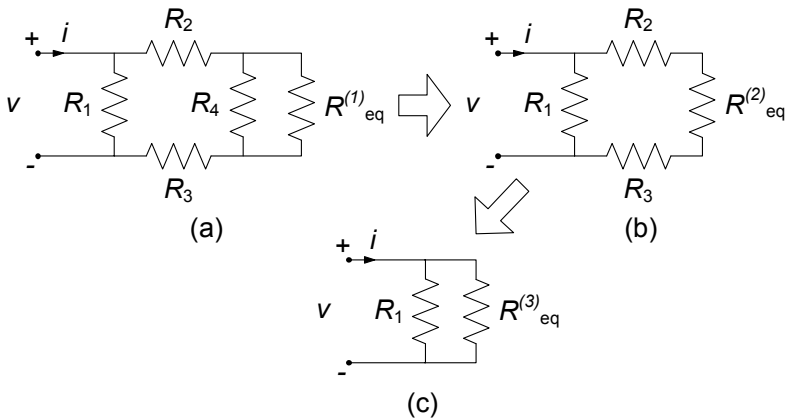 + i R2 + i R2
v R1 R4 R(1)eq v R1 R(2)eq
- R3 - R3
(a) (b)
+ i
v R1 R(3)eq
-
(c)